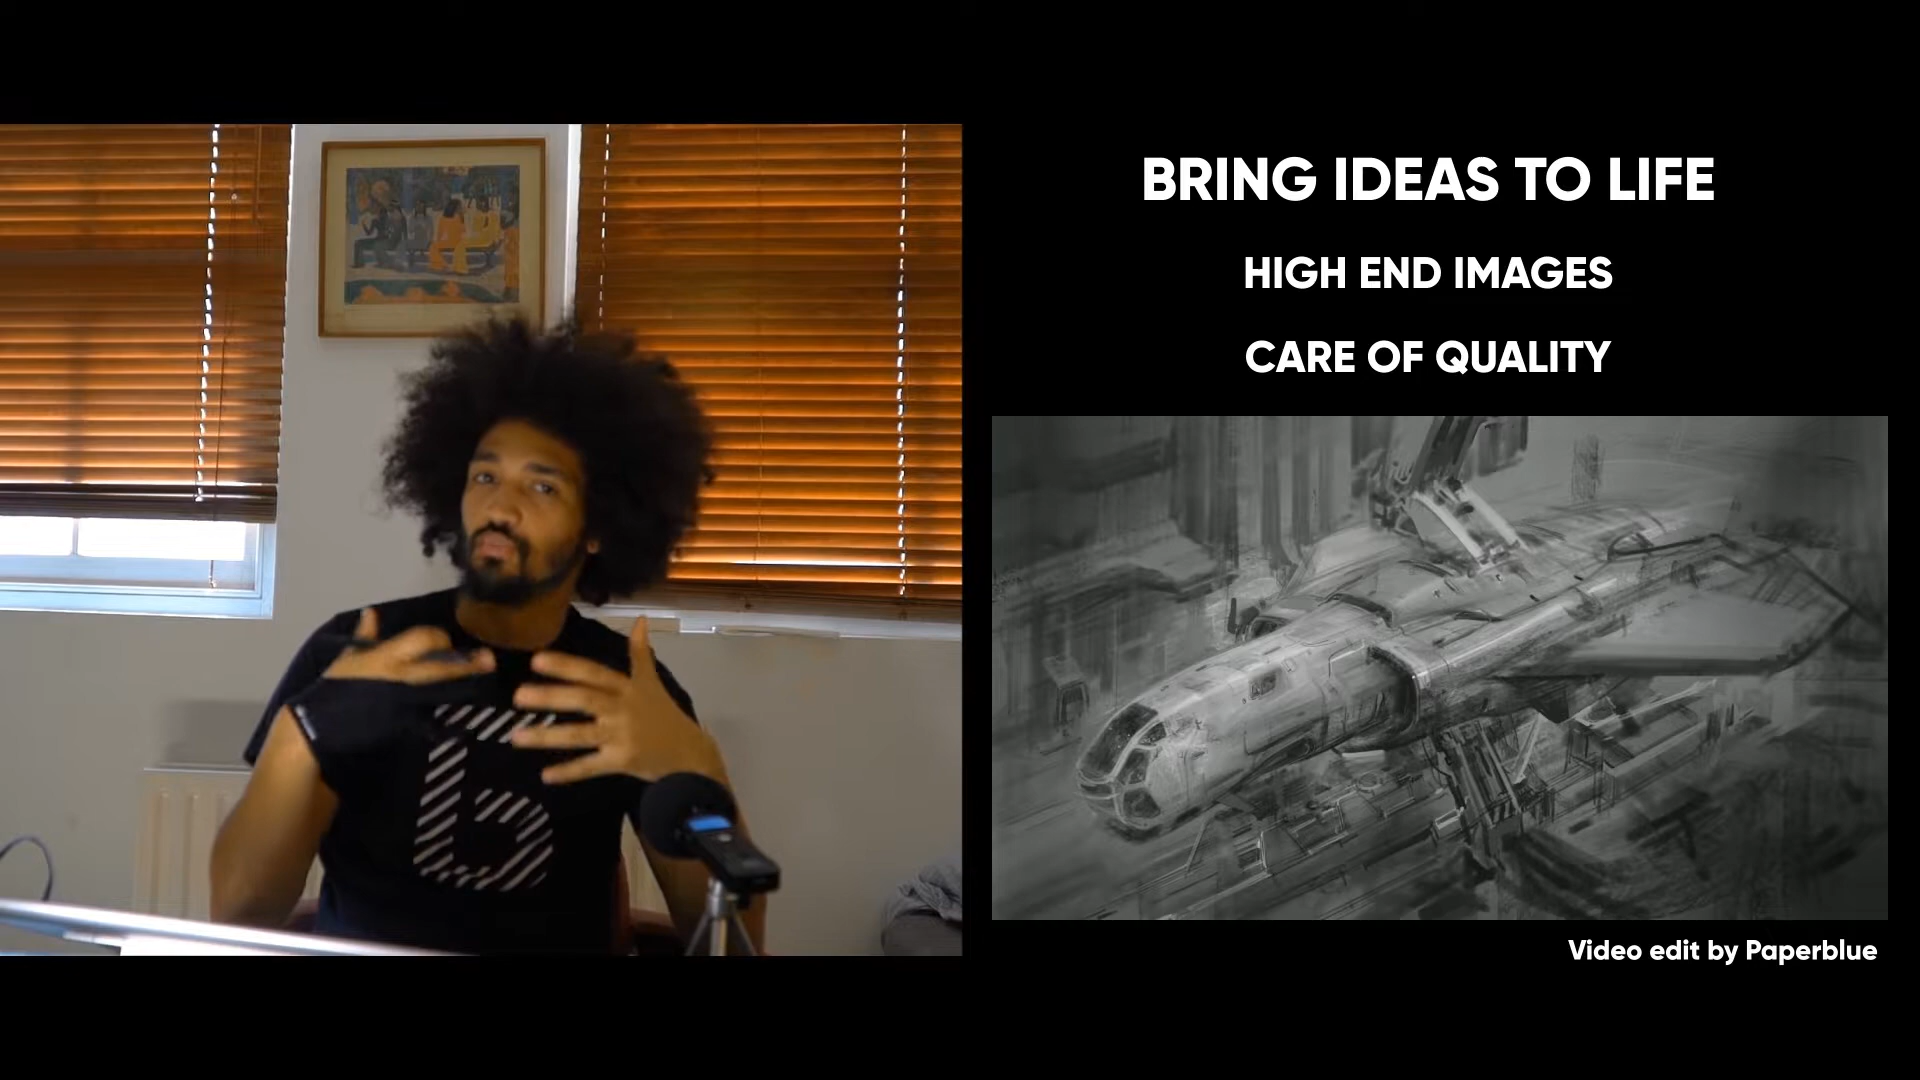 BRING IDEAS TO LIFE
HIGH END IMAGES
CARE OF QUALITY
Video edit by Paperblue